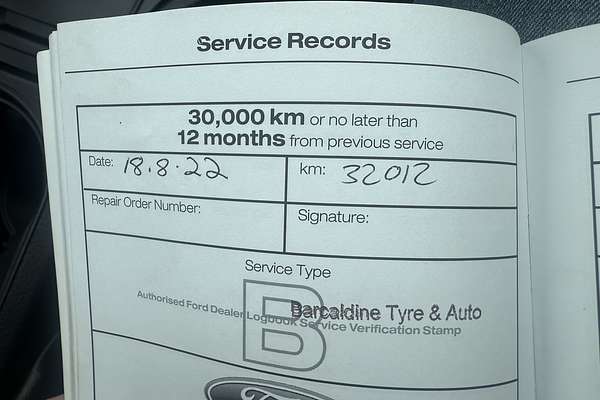 Service Records
30,000 km or no later than
12 months from previous service
Date: 18.8.22
km: 32012
Repair Order Number:
Signature:
Service Type
B
Barcaldine Tyre & Auto
Authorised Ford Dealer Logbook Service Verification Stamp